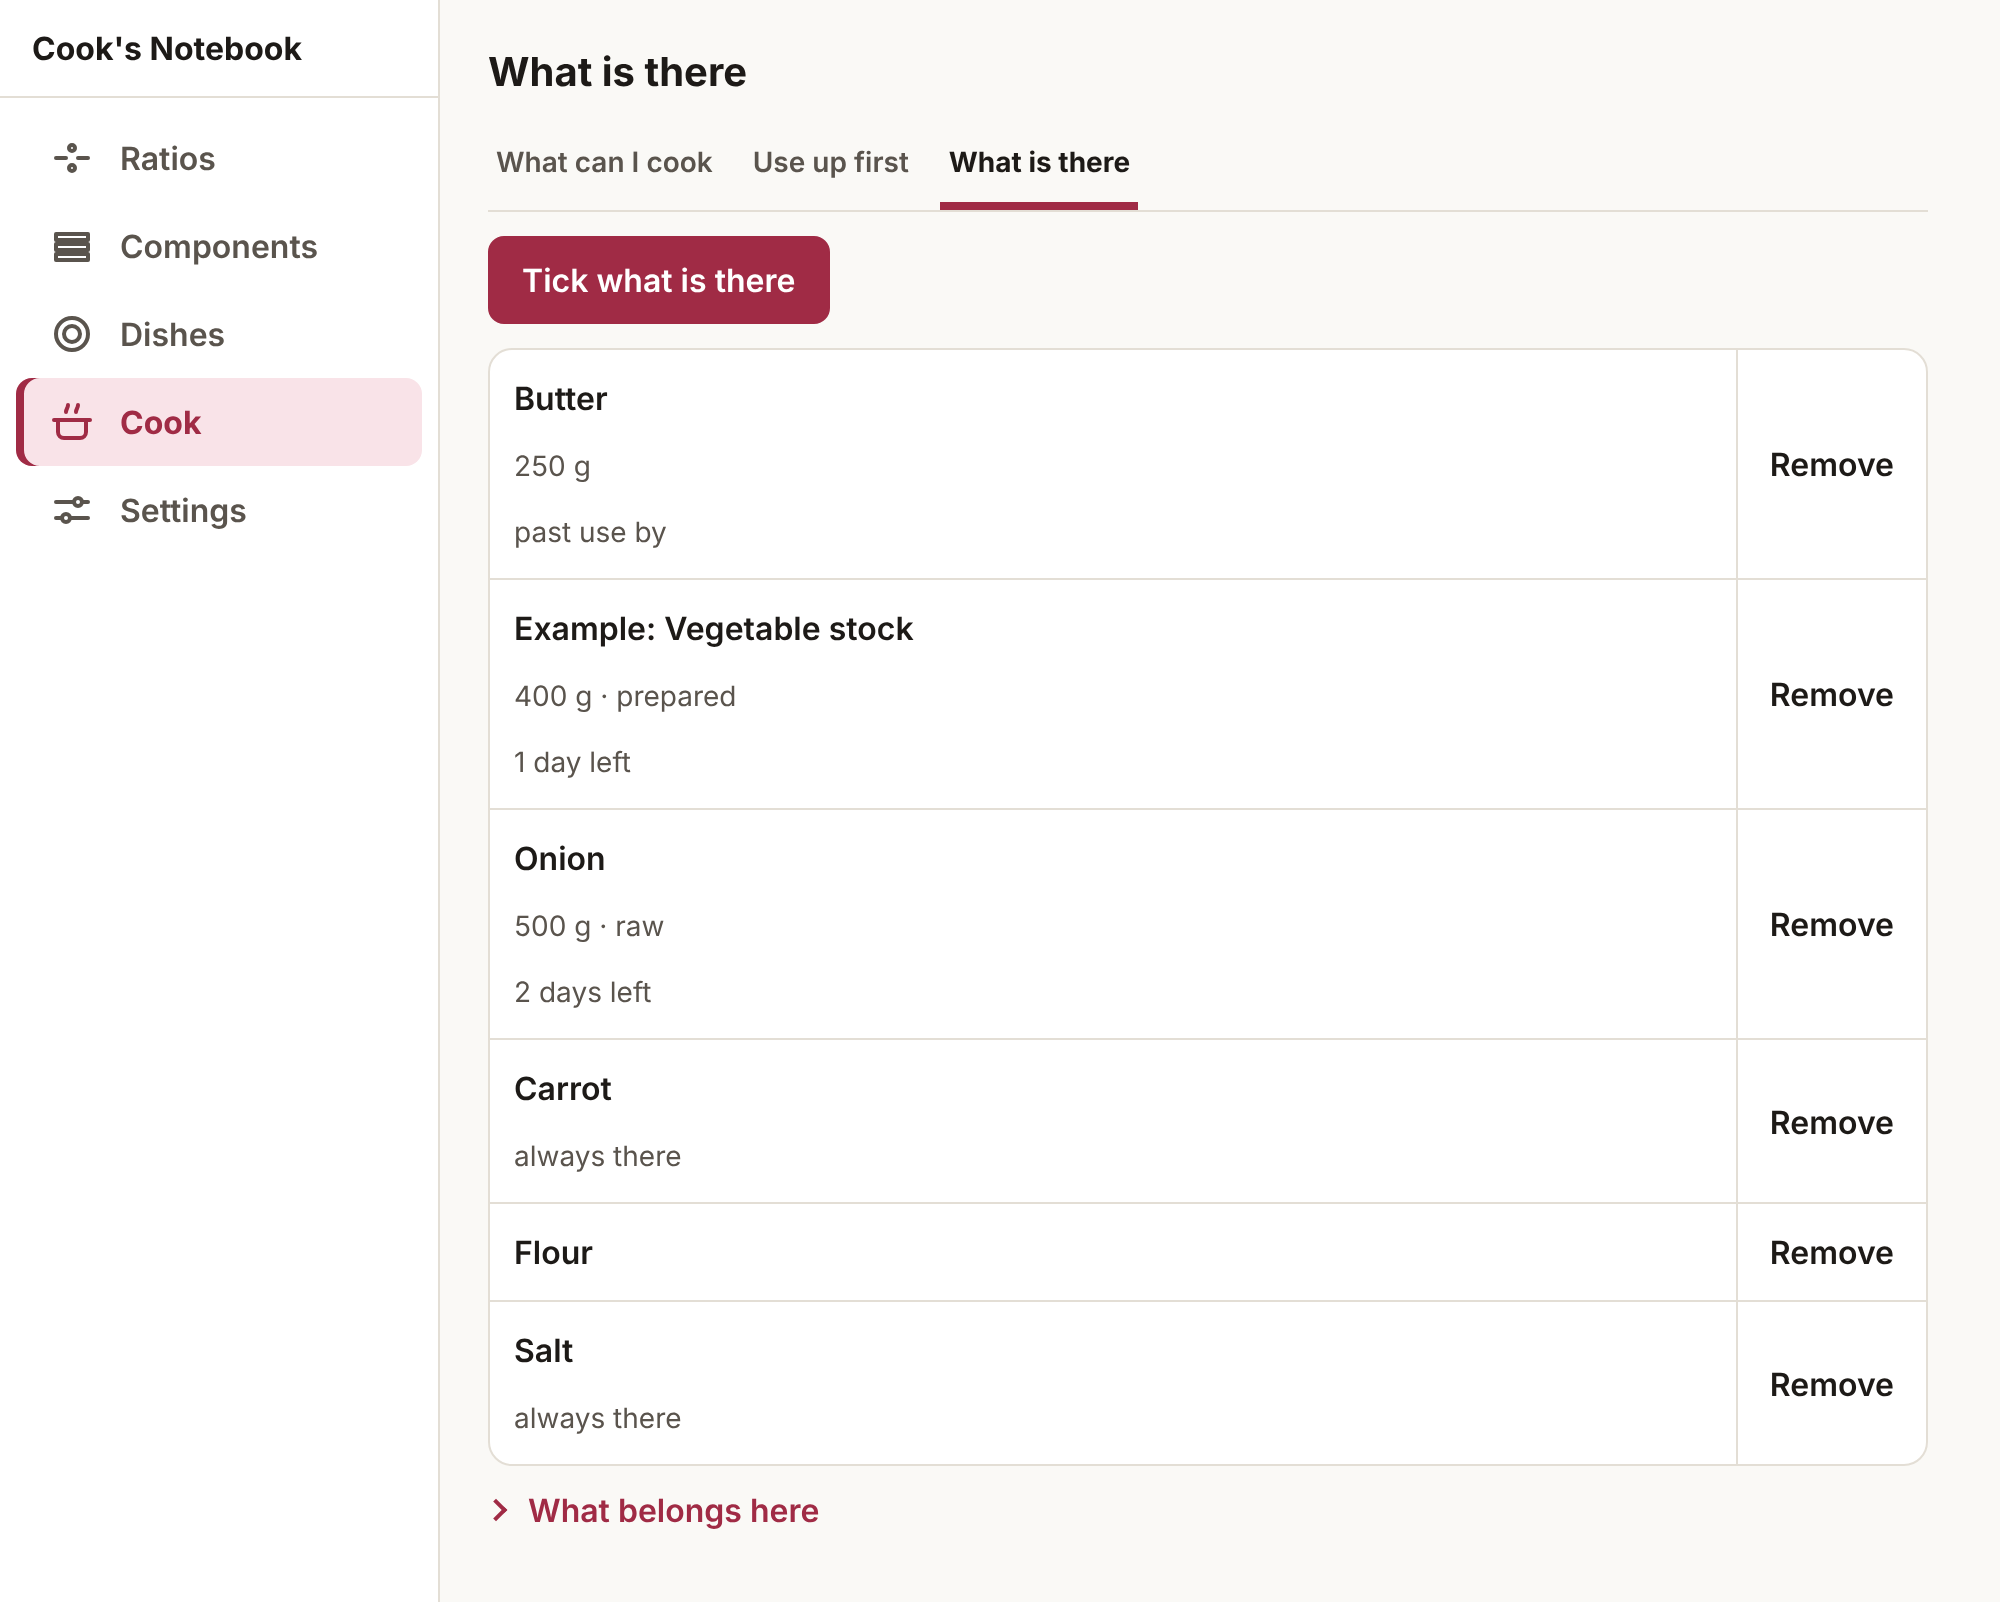 Cook's Notebook
Ratios
Components
Dishes
Cook
Settings
What is there
What can I cook
Use up first
What is there
Tick what is there
Butter
250 g
past use by
Remove
Example: Vegetable stock
400 g · prepared
1 day left
Remove
Onion
500 g · raw
2 days left
Remove
Carrot
always there
Remove
Flour
Remove
Salt
always there
Remove
What belongs here